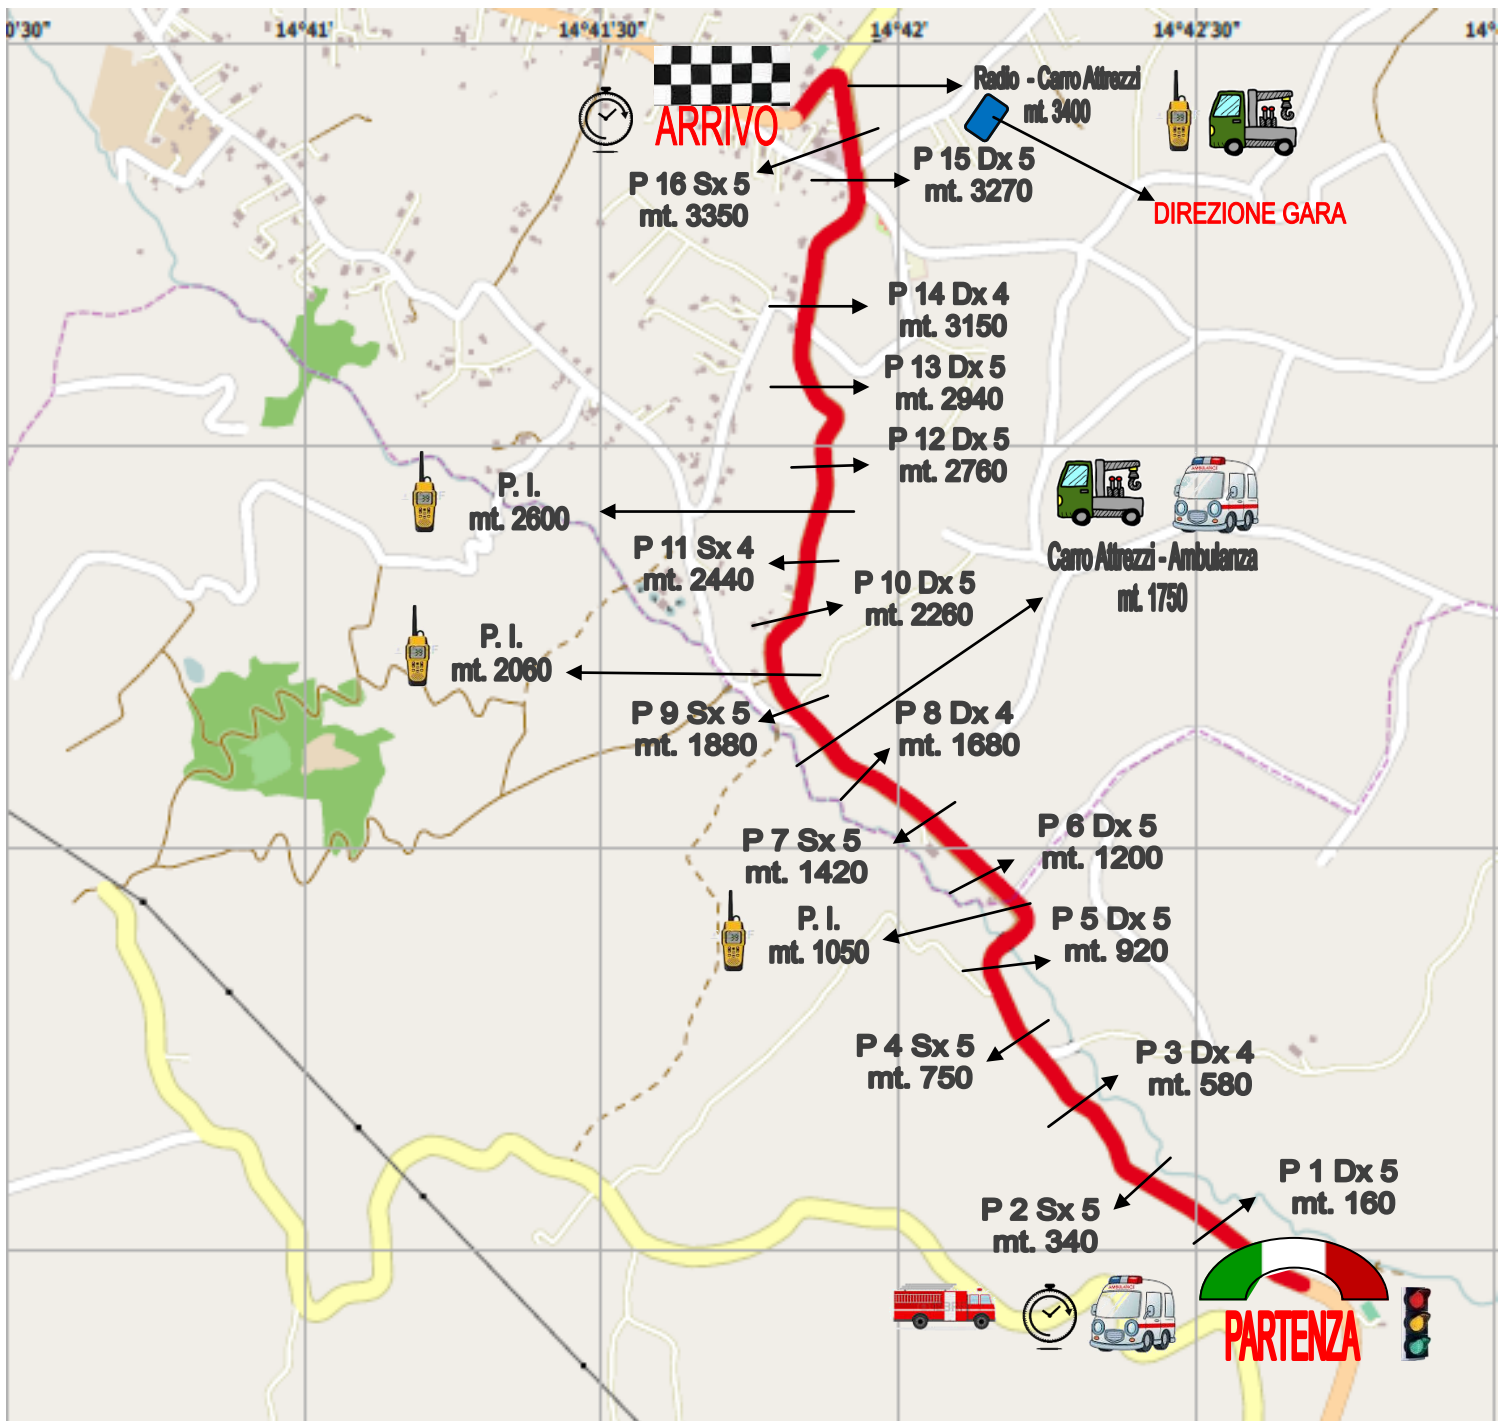 0'30"
14°41'
14°41'30"
14°42'
14°42'30"
14°
ARRIVO
Radio - Carro Attrezzi
mt. 3400
P 15 Dx 5
mt. 3270
P 16 Sx 5
mt. 3350
DIREZIONE GARA
P 14 Dx 4
mt. 3150
P 13 Dx 5
mt. 2940
P 12 Dx 5
mt. 2760
P. I.
mt. 2600
P 11 Sx 4
mt. 2440
Carro Attrezzi - Ambulanza
mt. 1750
P 10 Dx 5
mt. 2260
P. I.
mt. 2060
P 9 Sx 5
mt. 1880
P 8 Dx 4
mt. 1680
P 7 Sx 5
mt. 1420
P 6 Dx 5
mt. 1200
P. I.
mt. 1050
P 5 Dx 5
mt. 920
P 4 Sx 5
mt. 750
P 3 Dx 4
mt. 580
P 1 Dx 5
mt. 160
P 2 Sx 5
mt. 340
PARTENZA